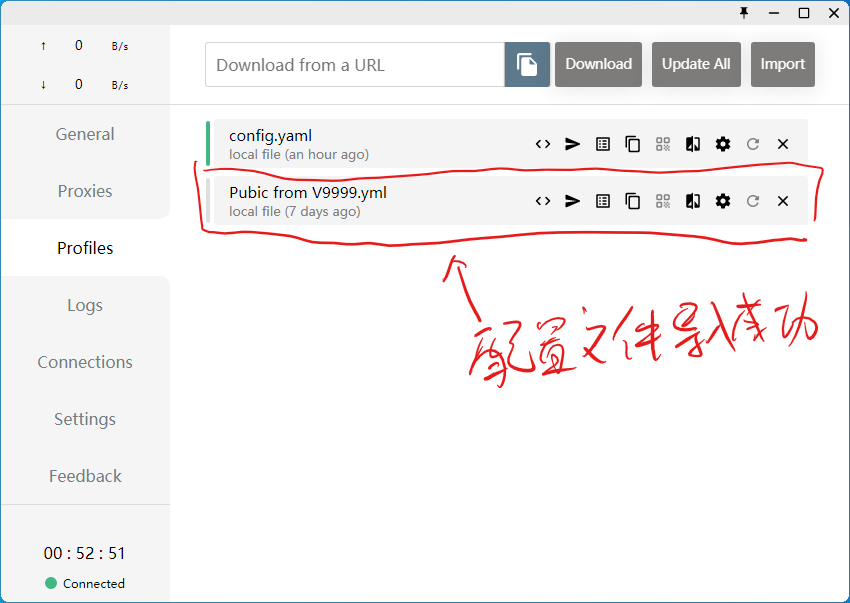 ↑ 0 B/s
↓ 0 B/s
General
Proxies
Profiles
Logs
Connections
Settings
Feedback
00 : 52 : 51
Connected
Download from a URL
Download
Update All
Import
config.yaml
local file (an hour ago)
Pubic from V9999.yml
local file (7 days ago)
配置文件导入成功